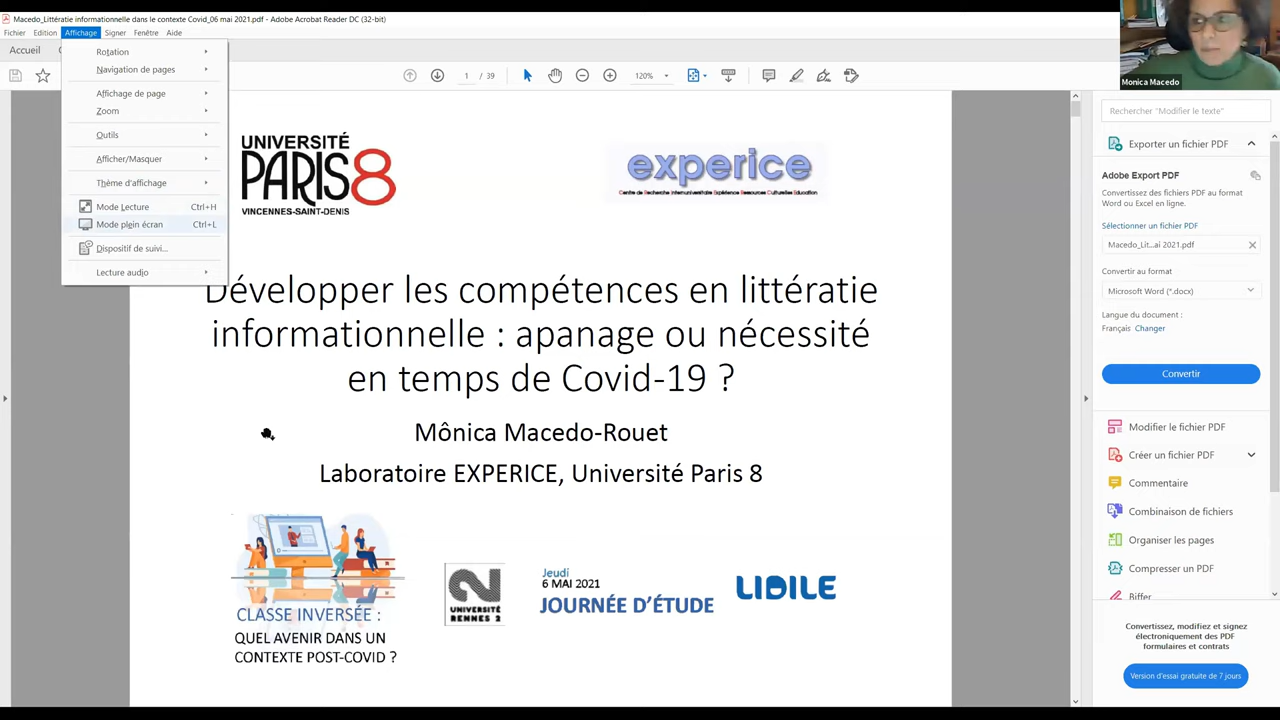 Macedo_Littératie informationnelle dans le contexte Covid_06 mai 2021.pdf - Adobe Acrobat Reader DC (32-bit)
Fichier Edition Affichage Signer Fenêtre Aide
Accueil
Rotation
Navigation de pages
Affichage de page
Zoom
Outils
Afficher/Masquer
Thème d'affichage
Mode Lecture Ctrl+H
Mode plein écran Ctrl+L
Dispositif de suivi...
Lecture audio
1 / 39
120%
Monica Macedo
UNIVERSITÉ
PARIS8
VINCENNES-SAINT-DENIS
experice
Centre de Recherche Interuniversitaire Expérience Ressources Culturelles Education
Développer les compétences en littératie
informationnelle : apanage ou nécessité
en temps de Covid-19 ?
Mônica Macedo-Rouet
Laboratoire EXPERICE, Université Paris 8
CLASSE INVERSÉE :
QUEL AVENIR DANS UN
CONTEXTE POST-COVID ?
UNIVERSITÉ
RENNES 2
Jeudi
6 MAI 2021
JOURNÉE D'ÉTUDE
LIDILE
Rechercher "Modifier le texte"
Exporter un fichier PDF
Adobe Export PDF
Convertissez des fichiers PDF au format
Word ou Excel en ligne.
Sélectionner un fichier PDF
Macedo_Lit...ai 2021.pdf
Convertir au format
Microsoft Word (*.docx)
Langue du document :
Français Changer
Convertir
Modifier le fichier PDF
Créer un fichier PDF
Commentaire
Combinaison de fichiers
Organiser les pages
Compresser un PDF
Biffer
Convertissez, modifiez et signez
électroniquement des PDF
formulaires et contrats
Version d'essai gratuite de 7 jours